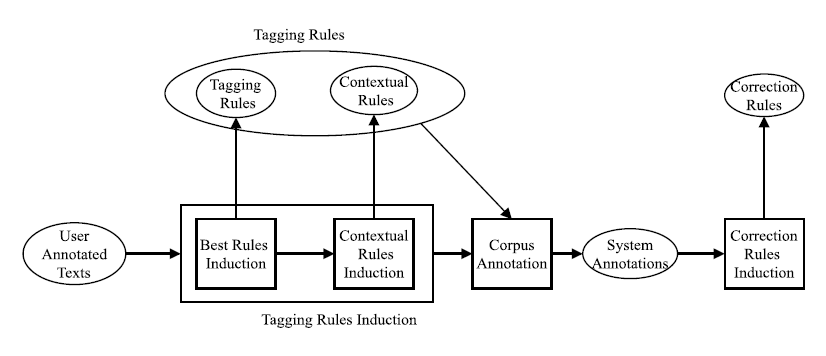 Tagging Rules
Tagging
Rules
Contextual
Rules
Correction
Rules
User
Annotated
Texts
Best Rules
Induction
Contextual
Rules
Induction
Corpus
Annotation
System
Annotations
Correction
Rules
Induction
Tagging Rules Induction